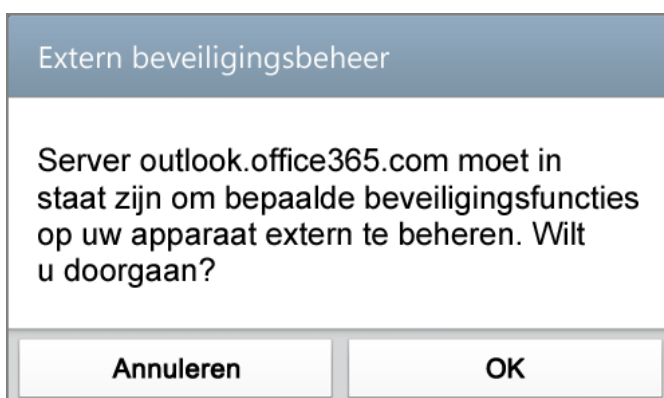 Extern beveiligingsbeheer
Server outlook.office365.com moet in
staat zijn om bepaalde beveiligingsfuncties
op uw apparaat extern te beheren. Wilt
u doorgaan?
Annuleren
OK